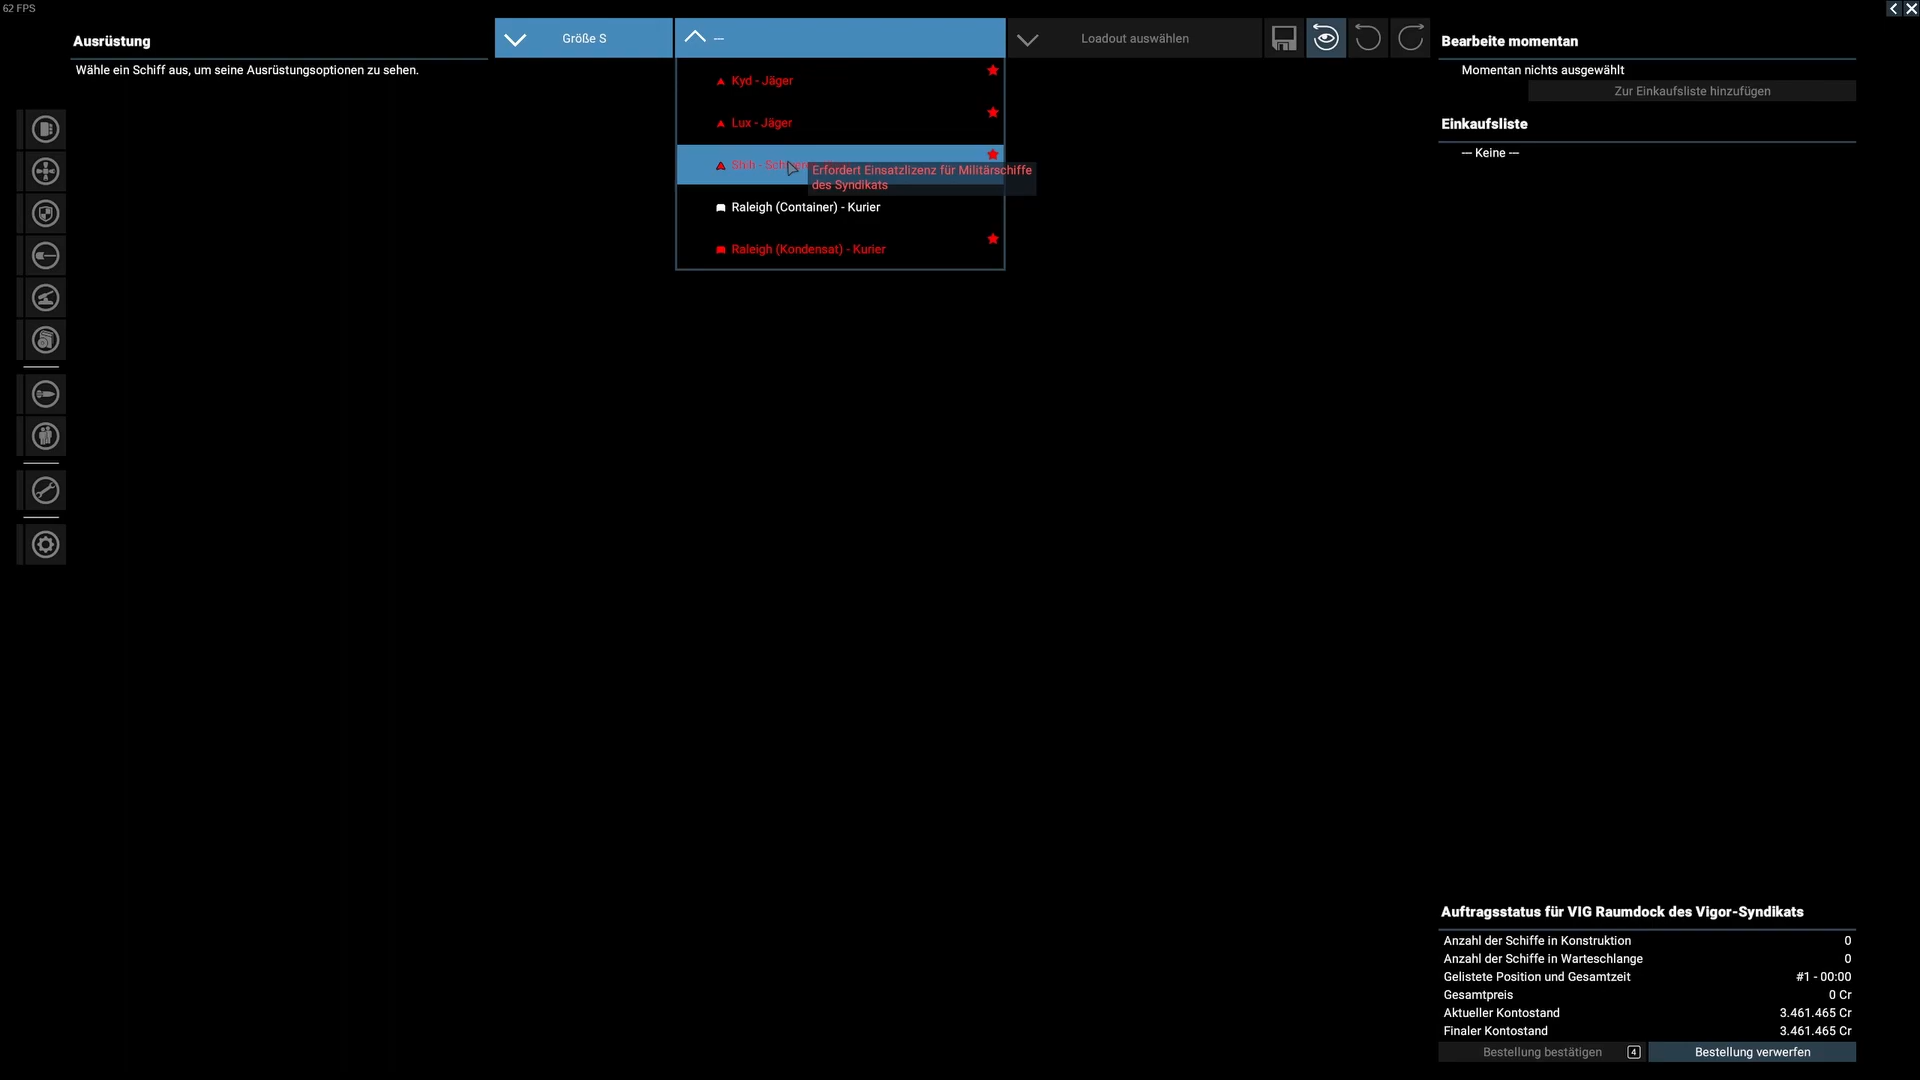 62 FPS
Ausrüstung
Wähle ein Schiff aus, um seine Ausrüstungsoptionen zu sehen.
Größe S
---
Loadout auswählen
Kyd - Jäger
Lux - Jäger
Shih -
Erfordert Einsatzlizenz für Militärschiffe
des Syndikats
Raleigh (Container) - Kurier
Raleigh (Kondensat) - Kurier
Bearbeite momentan
Momentan nichts ausgewählt
Zur Einkaufsliste hinzufügen
Einkaufsliste
--- Keine ---
Auftragsstatus für VIG Raumdock des Vigor-Syndikats
Anzahl der Schiffe in Konstruktion 0
Anzahl der Schiffe in Warteschlange 0
Gelistete Position und Gesamtzeit #1 - 00:00
Gesamtpreis 0 Cr
Aktueller Kontostand 3.461.465 Cr
Finaler Kontostand 3.461.465 Cr
Bestellung bestätigen 4
Bestellung verwerfen